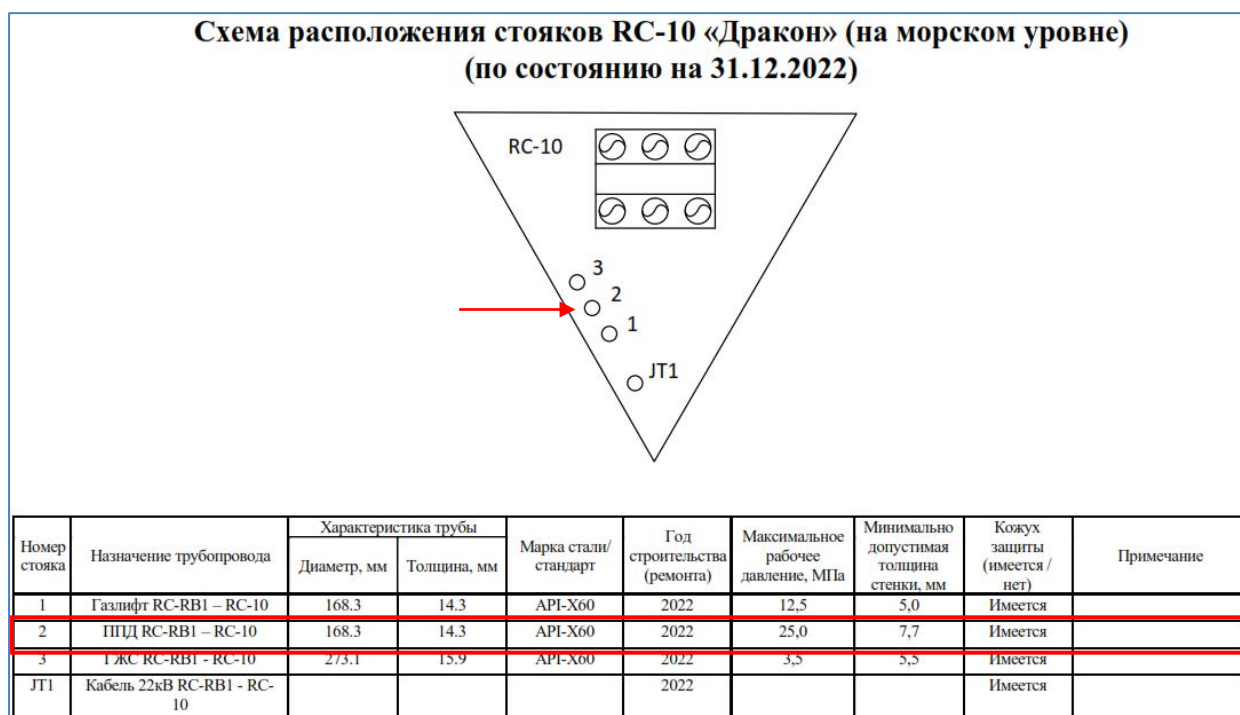 Схема расположения стояков RC-10 «Дракон» (на морском уровне)
(по состоянию на 31.12.2022)
RC-10
3
2
1
JT1
Номер стояка
Назначение трубопровода
Характеристика трубы
Диаметр, мм
Толщина, мм
Марка стали/ стандарт
Год строительства (ремонта)
Максимальное рабочее давление, МПа
Минимально допустимая толщина стенки, мм
Кожух защиты (имеется / нет)
Примечание
1 Газлифт RC-RB1 – RC-10 168.3 14.3 API-X60 2022 12,5 5,0 Имеется
2 ППД RC-RB1 – RC-10 168.3 14.3 API-X60 2022 25,0 7,7 Имеется
3 ГЖС RC-RB1 - RC-10 273.1 15.9 API-X60 2022 3,5 5,5 Имеется
JT1 Кабель 22кВ RC-RB1 - RC-
10 2022 Имеется